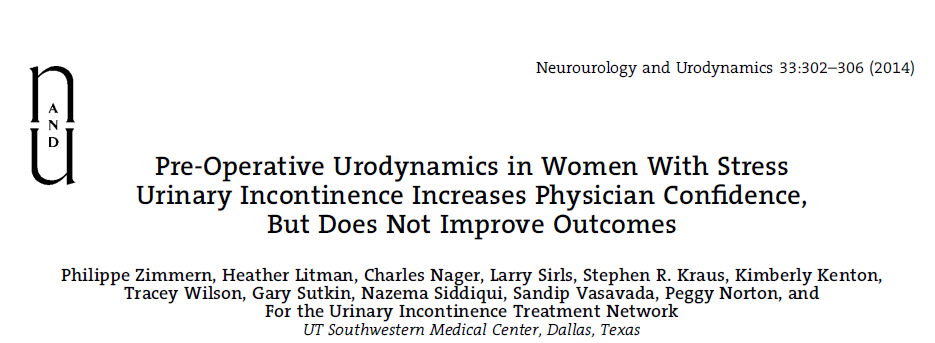 n
AND
u
Neurourology and Urodynamics 33:302–306 (2014)
Pre-Operative Urodynamics in Women With Stress
Urinary Incontinence Increases Physician Confidence,
But Does Not Improve Outcomes
Philippe Zimmern, Heather Litman, Charles Nager, Larry Sirls, Stephen R. Kraus, Kimberly Kenton,
Tracey Wilson, Gary Sutkin, Nazema Siddiqui, Sandip Vasavada, Peggy Norton, and
For the Urinary Incontinence Treatment Network
UT Southwestern Medical Center, Dallas, Texas